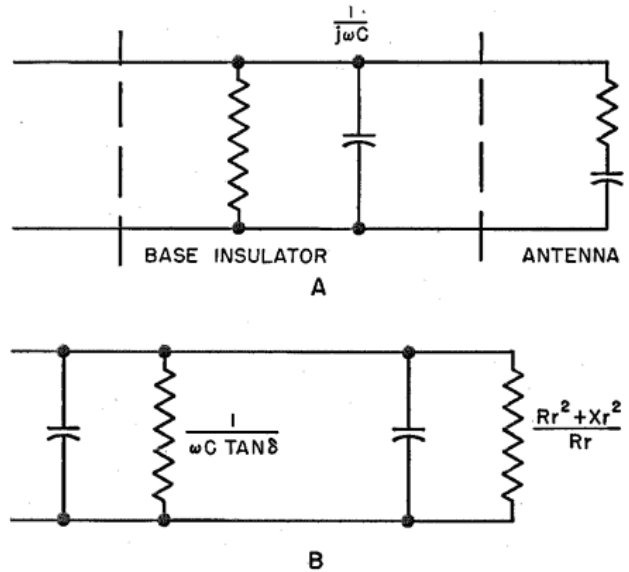 1
jωC
BASE INSULATOR
ANTENNA
A
1
ωC TANδ
Rr²+Xr²
Rr
B